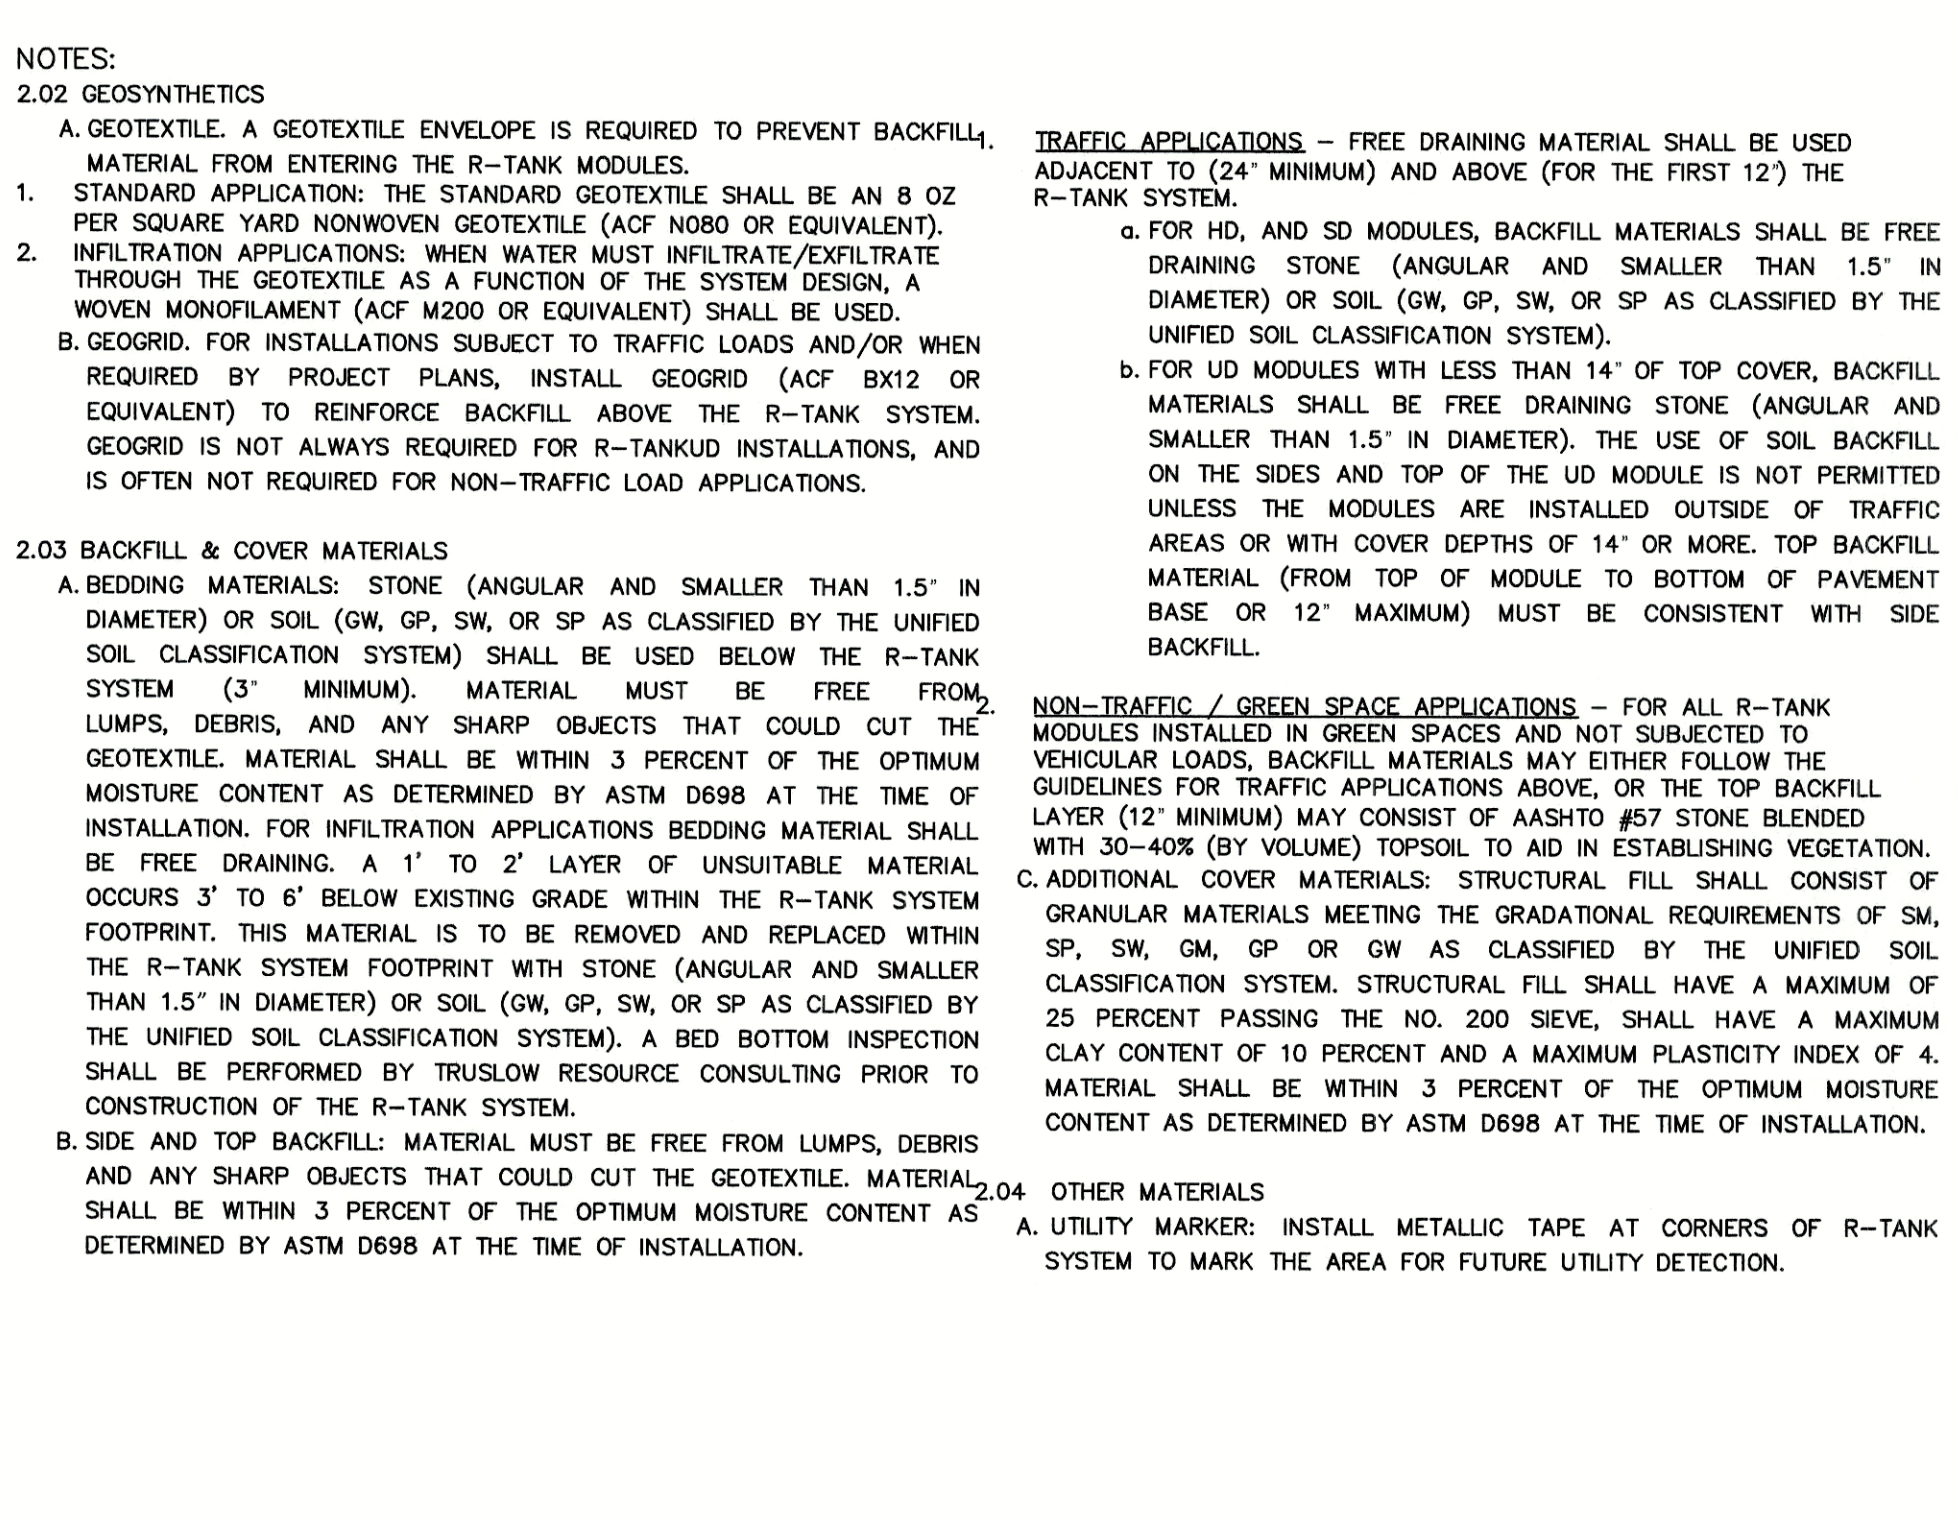 NOTES:
2.02 GEOSYNTHETICS
A. GEOTEXTILE. A GEOTEXTILE ENVELOPE IS REQUIRED TO PREVENT BACKFILL
MATERIAL FROM ENTERING THE R-TANK MODULES.
1. STANDARD APPLICATION: THE STANDARD GEOTEXTILE SHALL BE AN 8 OZ
PER SQUARE YARD NONWOVEN GEOTEXTILE (ACF N080 OR EQUIVALENT).
2. INFILTRATION APPLICATIONS: WHEN WATER MUST INFILTRATE/EXFILTRATE
THROUGH THE GEOTEXTILE AS A FUNCTION OF THE SYSTEM DESIGN, A
WOVEN MONOFILAMENT (ACF M200 OR EQUIVALENT) SHALL BE USED.
B. GEOGRID. FOR INSTALLATIONS SUBJECT TO TRAFFIC LOADS AND/OR WHEN
REQUIRED BY PROJECT PLANS, INSTALL GEOGRID (ACF BX12 OR
EQUIVALENT) TO REINFORCE BACKFILL ABOVE THE R-TANK SYSTEM.
GEOGRID IS NOT ALWAYS REQUIRED FOR R-TANKUD INSTALLATIONS, AND
IS OFTEN NOT REQUIRED FOR NON-TRAFFIC LOAD APPLICATIONS.
2.03 BACKFILL & COVER MATERIALS
A. BEDDING MATERIALS: STONE (ANGULAR AND SMALLER THAN 1.5" IN
DIAMETER) OR SOIL (GW, GP, SW, OR SP AS CLASSIFIED BY THE UNIFIED
SOIL CLASSIFICATION SYSTEM) SHALL BE USED BELOW THE R-TANK
SYSTEM (3" MINIMUM). MATERIAL MUST BE FREE FROM
LUMPS, DEBRIS, AND ANY SHARP OBJECTS THAT COULD CUT THE
GEOTEXTILE. MATERIAL SHALL BE WITHIN 3 PERCENT OF THE OPTIMUM
MOISTURE CONTENT AS DETERMINED BY ASTM D698 AT THE TIME OF
INSTALLATION. FOR INFILTRATION APPLICATIONS BEDDING MATERIAL SHALL
BE FREE DRAINING. A 1' TO 2' LAYER OF UNSUITABLE MATERIAL
OCCURS 3' TO 6' BELOW EXISTING GRADE WITHIN THE R-TANK SYSTEM
FOOTPRINT. THIS MATERIAL IS TO BE REMOVED AND REPLACED WITHIN
THE R-TANK SYSTEM FOOTPRINT WITH STONE (ANGULAR AND SMALLER
THAN 1.5" IN DIAMETER) OR SOIL (GW, GP, SW, OR SP AS CLASSIFIED BY
THE UNIFIED SOIL CLASSIFICATION SYSTEM). A BED BOTTOM INSPECTION
SHALL BE PERFORMED BY TRUSLOW RESOURCE CONSULTING PRIOR TO
CONSTRUCTION OF THE R-TANK SYSTEM.
B. SIDE AND TOP BACKFILL: MATERIAL MUST BE FREE FROM LUMPS, DEBRIS
AND ANY SHARP OBJECTS THAT COULD CUT THE GEOTEXTILE. MATERIAL
SHALL BE WITHIN 3 PERCENT OF THE OPTIMUM MOISTURE CONTENT AS
DETERMINED BY ASTM D698 AT THE TIME OF INSTALLATION.
1. TRAFFIC APPLICATIONS - FREE DRAINING MATERIAL SHALL BE USED
ADJACENT TO (24" MINIMUM) AND ABOVE (FOR THE FIRST 12") THE
R-TANK SYSTEM.
a. FOR HD, AND SD MODULES, BACKFILL MATERIALS SHALL BE FREE
DRAINING STONE (ANGULAR AND SMALLER THAN 1.5" IN
DIAMETER) OR SOIL (GW, GP, SW, OR SP AS CLASSIFIED BY THE
UNIFIED SOIL CLASSIFICATION SYSTEM).
b. FOR UD MODULES WITH LESS THAN 14" OF TOP COVER, BACKFILL
MATERIALS SHALL BE FREE DRAINING STONE (ANGULAR AND
SMALLER THAN 1.5" IN DIAMETER). THE USE OF SOIL BACKFILL
ON THE SIDES AND TOP OF THE UD MODULE IS NOT PERMITTED
UNLESS THE MODULES ARE INSTALLED OUTSIDE OF TRAFFIC
AREAS OR WITH COVER DEPTHS OF 14" OR MORE. TOP BACKFILL
MATERIAL (FROM TOP OF MODULE TO BOTTOM OF PAVEMENT
BASE OR 12" MAXIMUM) MUST BE CONSISTENT WITH SIDE
BACKFILL.
2. NON-TRAFFIC / GREEN SPACE APPLICATIONS - FOR ALL R-TANK
MODULES INSTALLED IN GREEN SPACES AND NOT SUBJECTED TO
VEHICULAR LOADS, BACKFILL MATERIALS MAY EITHER FOLLOW THE
GUIDELINES FOR TRAFFIC APPLICATIONS ABOVE, OR THE TOP BACKFILL
LAYER (12" MINIMUM) MAY CONSIST OF AASHTO #57 STONE BLENDED
WITH 30-40% (BY VOLUME) TOPSOIL TO AID IN ESTABLISHING VEGETATION.
C. ADDITIONAL COVER MATERIALS: STRUCTURAL FILL SHALL CONSIST OF
GRANULAR MATERIALS MEETING THE GRADATIONAL REQUIREMENTS OF SM,
SP, SW, GM, GP OR GW AS CLASSIFIED BY THE UNIFIED SOIL
CLASSIFICATION SYSTEM. STRUCTURAL FILL SHALL HAVE A MAXIMUM OF
25 PERCENT PASSING THE NO. 200 SIEVE, SHALL HAVE A MAXIMUM
CLAY CONTENT OF 10 PERCENT AND A MAXIMUM PLASTICITY INDEX OF 4.
MATERIAL SHALL BE WITHIN 3 PERCENT OF THE OPTIMUM MOISTURE
CONTENT AS DETERMINED BY ASTM D698 AT THE TIME OF INSTALLATION.
2.04 OTHER MATERIALS
A. UTILITY MARKER: INSTALL METALLIC TAPE AT CORNERS OF R-TANK
SYSTEM TO MARK THE AREA FOR FUTURE UTILITY DETECTION.